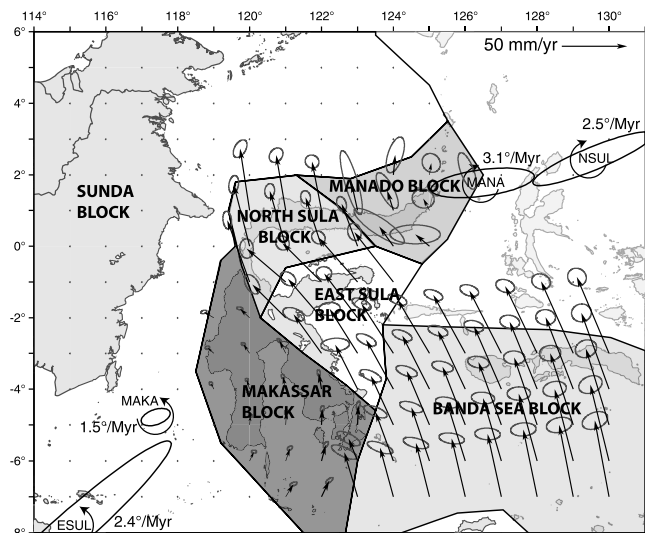 114° 116° 118° 120° 122° 124° 126° 128° 130°
6°
50 mm/yr
4°
2.5°/Myr
NSUL
3.1°/Myr
2°
MANADO BLOCK
MANA
SUNDA
BLOCK
NORTH SULA
BLOCK
0°
EAST SULA
BLOCK
-2°
-4°
MAKA
MAKASSAR
BLOCK
BANDA SEA BLOCK
1.5°/Myr
-6°
ESUL
2.4°/Myr
8°